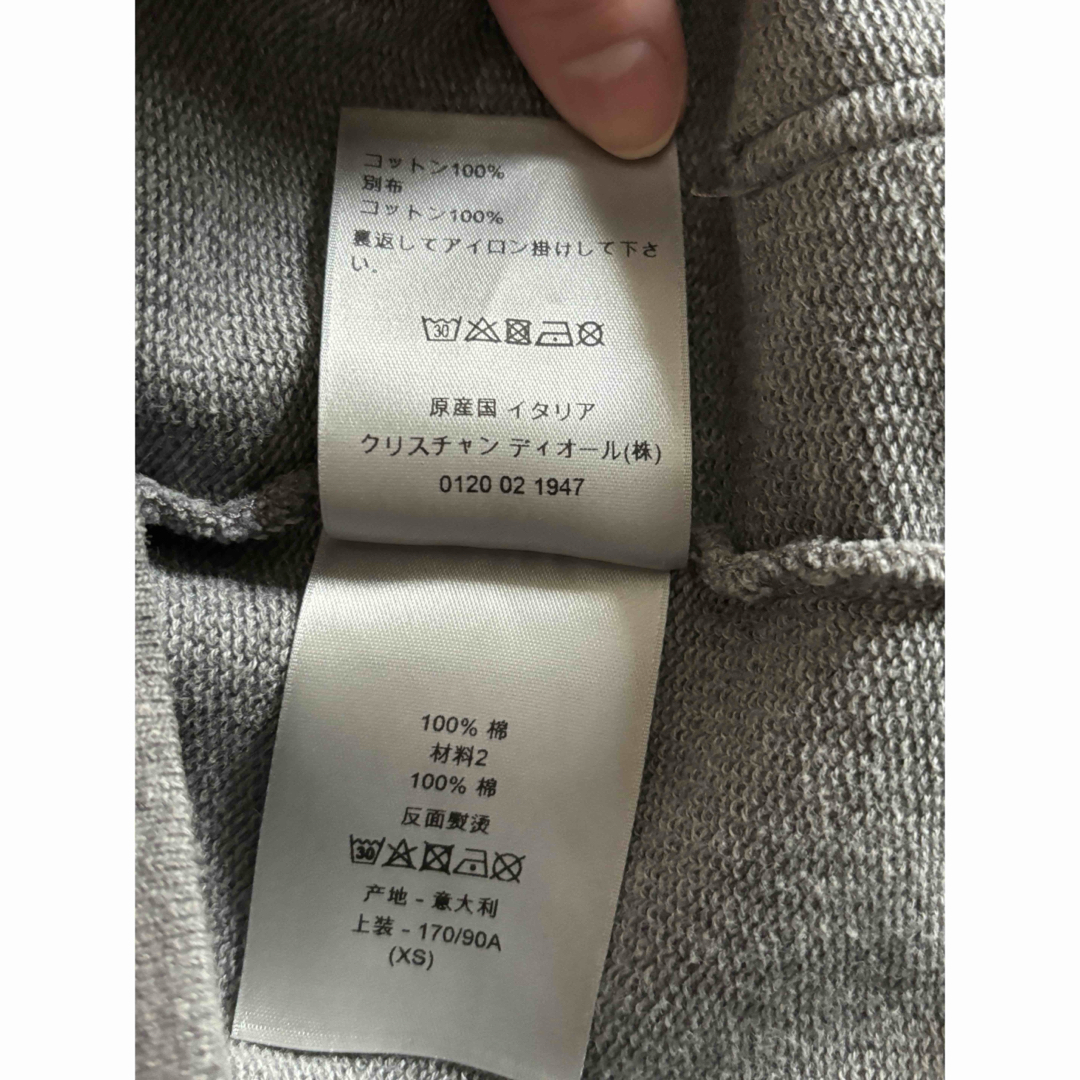 コットン100%
別布
コットン100%
裏返してアイロン掛けして下さ
い。
30
原産国 イタリア
クリスチャン ディオール(株)
0120 02 1947
100% 棉
材料2
100% 棉
反面熨烫
30
产地 - 意大利
上装 - 170/90A
(XS)